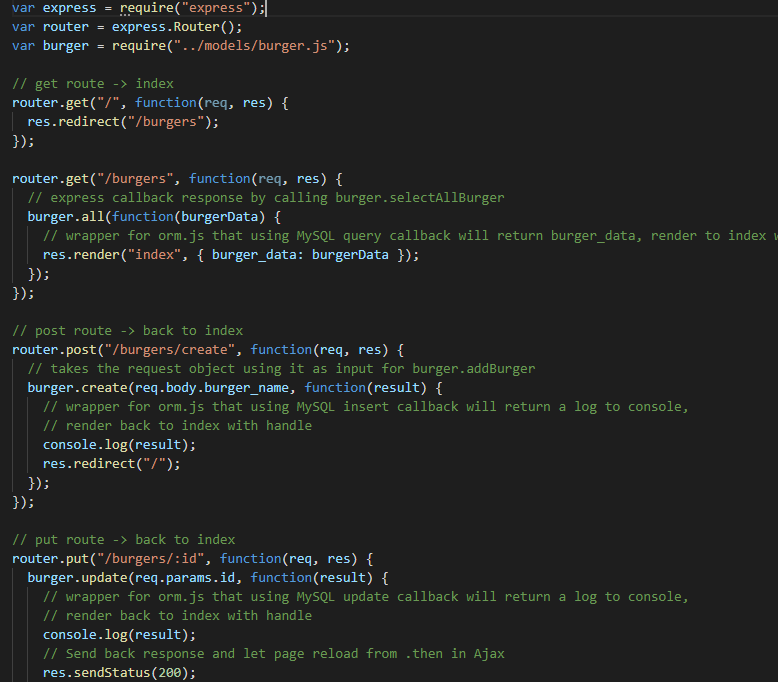 var express = require("express");
var router = express.Router();
var burger = require("../models/burger.js");
// get route -> index
router.get("/", function(req, res) {
  res.redirect("/burgers");
});
router.get("/burgers", function(req, res) {
  // express callback response by calling burger.selectAllBurger
  burger.all(function(burgerData) {
    // wrapper for orm.js that using MySQL query callback will return burger_data, render to index
    res.render("index", { burger_data: burgerData });
  });
});
// post route -> back to index
router.post("/burgers/create", function(req, res) {
  // takes the request object using it as input for burger.addBurger
  burger.create(req.body.burger_name, function(result) {
    // wrapper for orm.js that using MySQL insert callback will return a log to console,
    // render back to index with handle
    console.log(result);
    res.redirect("/");
  });
});
// put route -> back to index
router.put("/burgers/:id", function(req, res) {
  burger.update(req.params.id, function(result) {
    // wrapper for orm.js that using MySQL update callback will return a log to console,
    // render back to index with handle
    console.log(result);
    // Send back response and let page reload from .then in Ajax
    res.sendStatus(200);